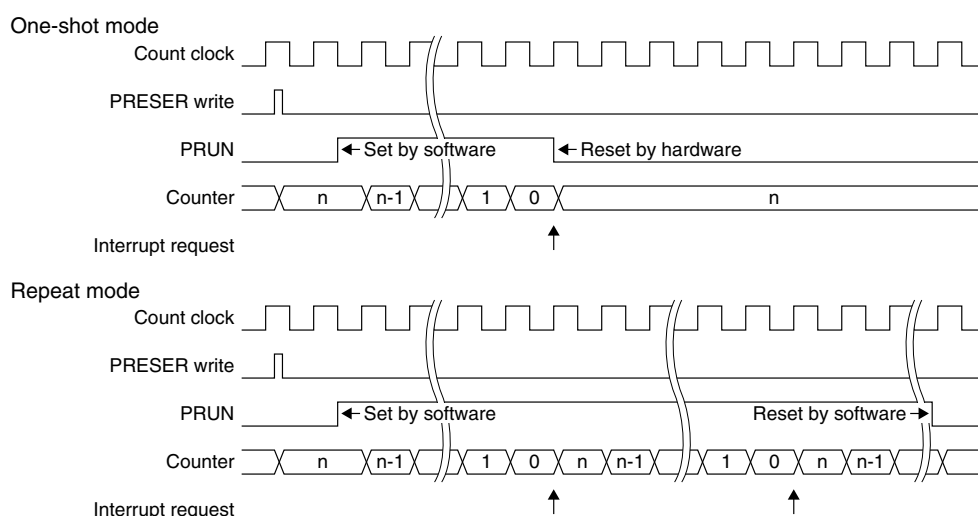 One-shot mode
Count clock
PRESER write
PRUN Set by software Reset by hardware
Counter n n-1 1 0 n
Interrupt request
Repeat mode
Count clock
PRESER write
PRUN Set by software Reset by software
Counter n n-1 1 0 n n-1 1 0 n n-1
Interrupt request